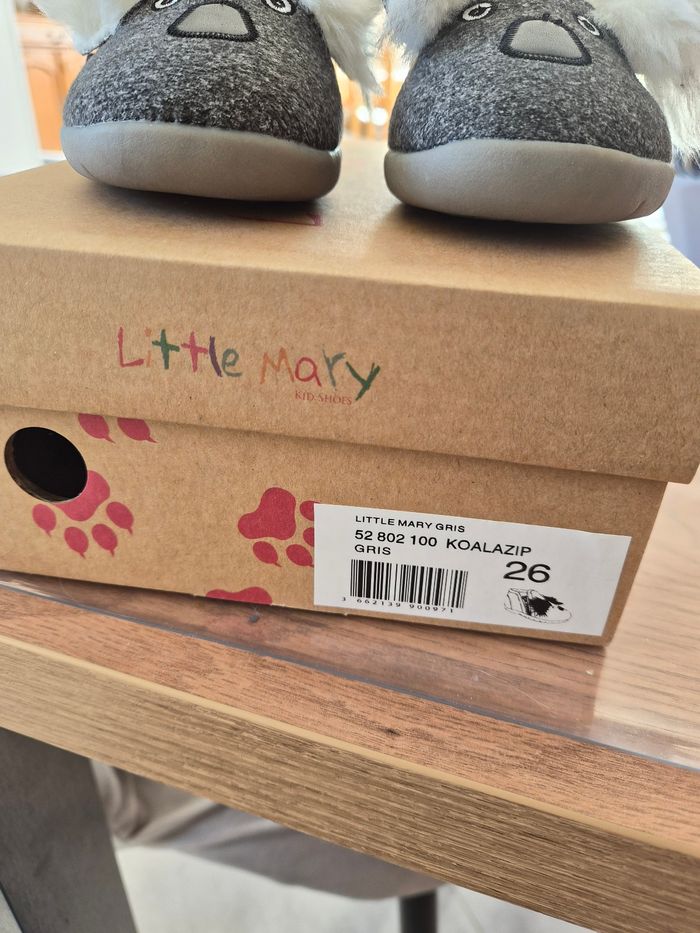 Little Mary
KID SHOES
LITTLE MARY GRIS
52 802 100 KOALAZIP
GRIS
26
3 662139 900971